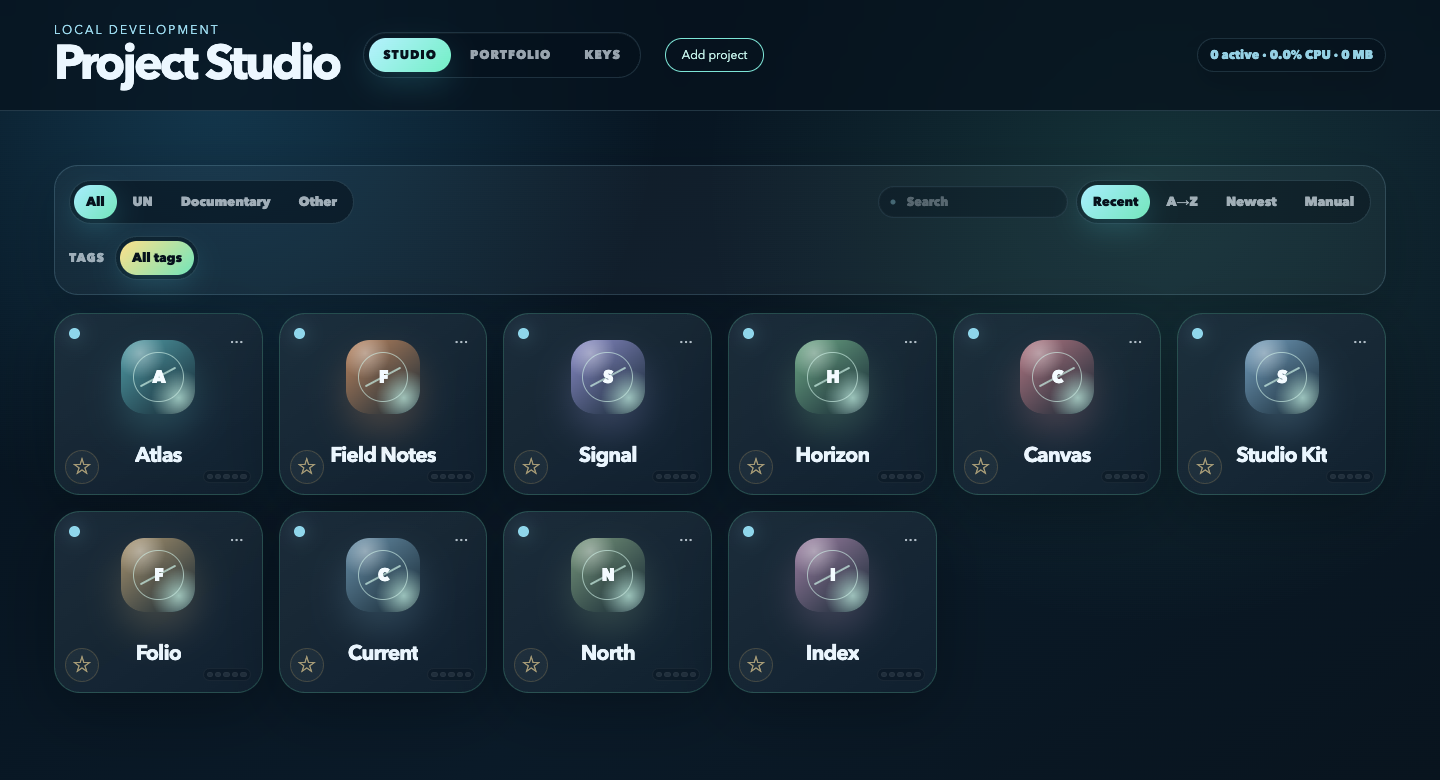 LOCAL DEVELOPMENT
Project Studio
STUDIO PORTFOLIO KEYS
Add project
0 active • 0.0% CPU • 0 MB
All UN Documentary Other
Search
Recent A→Z Newest Manual
TAGS All tags
... ... ... ... ... ...
A F S H C S
Atlas Field Notes Signal Horizon Canvas Studio Kit
... ... ... ...
F C N I
Folio Current North Index